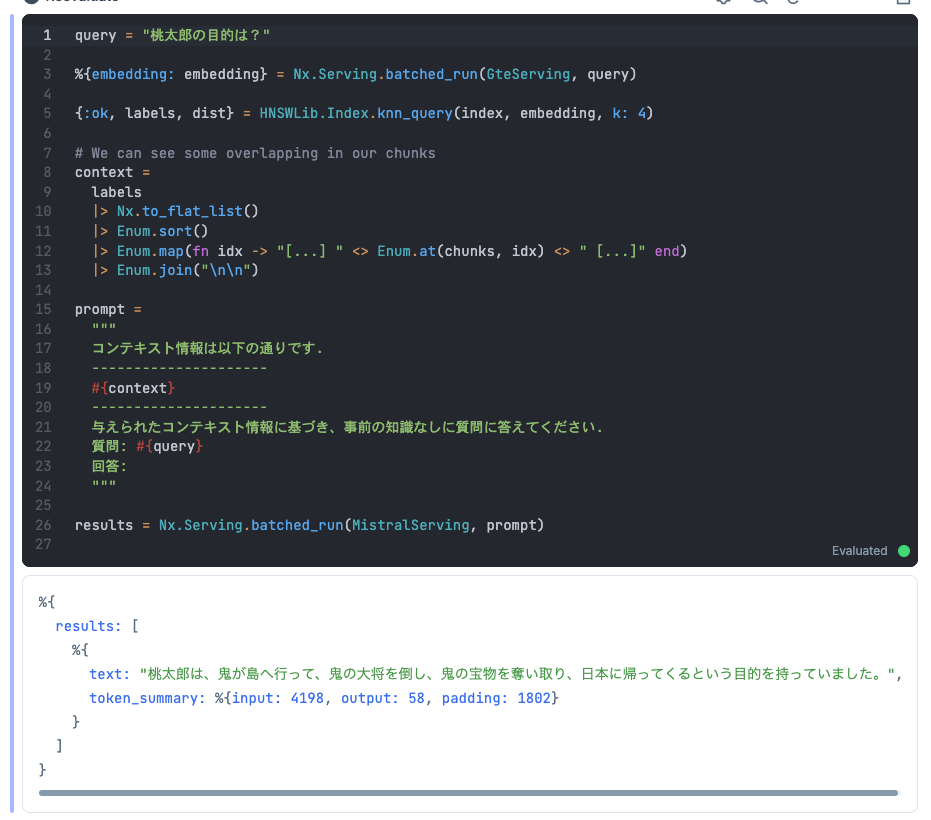 Reevaluate
1 query = "桃太郎の目的は？"
2
3 %{embedding: embedding} = Nx.Serving.batched_run(GteServing, query)
4
5 {:ok, labels, dist} = HNSWLib.Index.knn_query(index, embedding, k: 4)
6
7 # We can see some overlapping in our chunks
8 context =
9   labels
10   |> Nx.to_flat_list()
11   |> Enum.sort()
12   |> Enum.map(fn idx -> "[...] " <> Enum.at(chunks, idx) <> " [...]" end)
13   |> Enum.join("\n\n")
14
15 prompt =
16   """
17   コンテキスト情報は以下の通りです.
18   ---------------------
19   #{context}
20   ---------------------
21   与えられたコンテキスト情報に基づき、事前の知識なしに質問に答えてください.
22   質問: #{query}
23   回答:
24   """
25
26 results = Nx.Serving.batched_run(MistralServing, prompt)
27
Evaluated
%{
  results: [
    %{
      text: "桃太郎は、鬼が島へ行って、鬼の大将を倒し、鬼の宝物を奪い取り、日本に帰ってくるという目的を持っていました。",
      token_summary: %{input: 4198, output: 58, padding: 1802}
    }
  ]
}